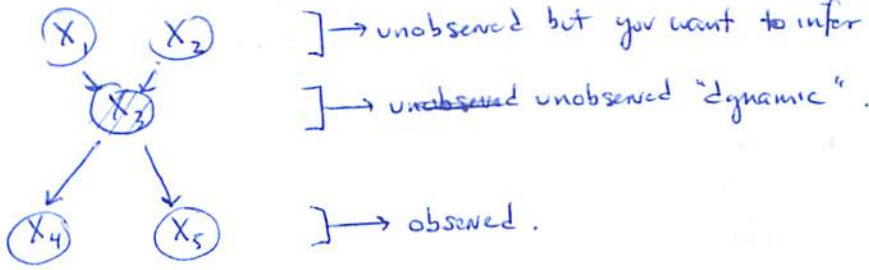 X₁ X₂ ] → unobserved but you want to infer
X₃ ] → unobserved unobserved "dynamic".
X₄ X₅ ] → observed.